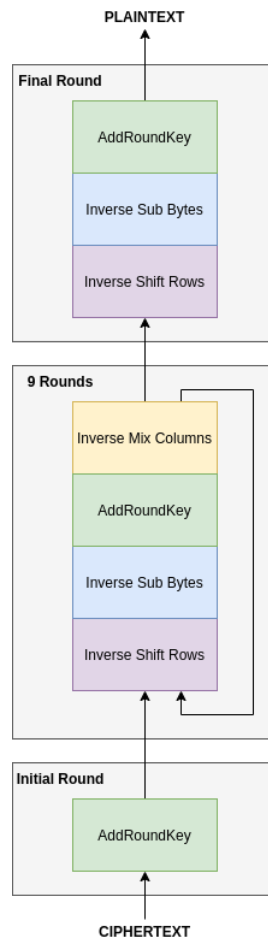 PLAINTEXT
Final Round
AddRoundKey
Inverse Sub Bytes
Inverse Shift Rows
9 Rounds
Inverse Mix Columns
AddRoundKey
Inverse Sub Bytes
Inverse Shift Rows
Initial Round
AddRoundKey
CIPHERTEXT